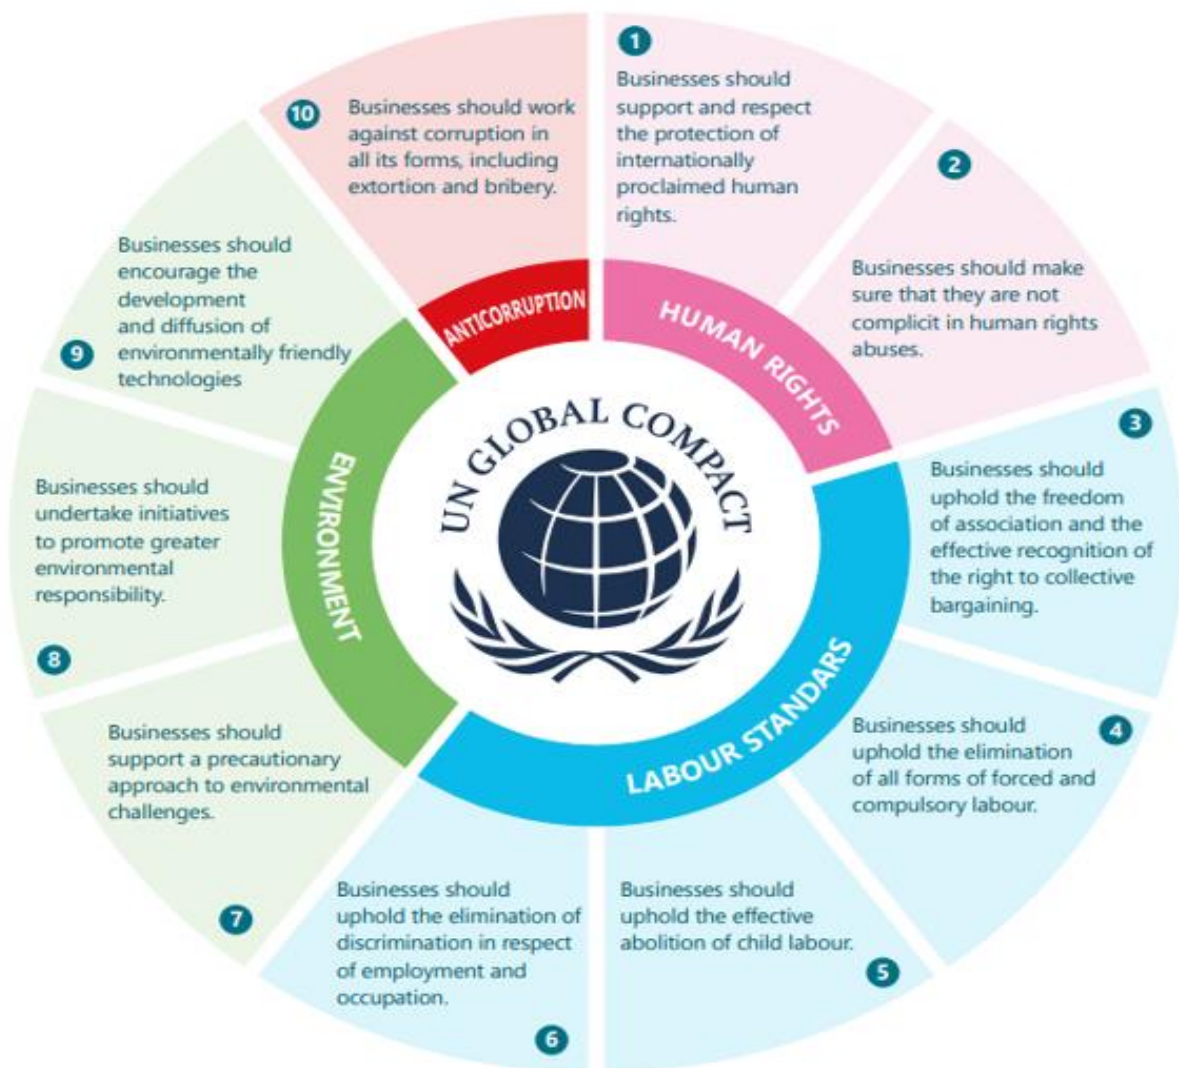 1
Businesses should
support and respect
the protection of
internationally
proclaimed human
rights.
2
Businesses should make
sure that they are not
complicit in human rights
abuses.
3
Businesses should
uphold the freedom
of association and the
effective recognition of
the right to collective
bargaining.
4
Businesses should
uphold the elimination
of all forms of forced and
compulsory labour.
5
Businesses should
uphold the effective
abolition of child labour.
6
Businesses should
uphold the elimination of
discrimination in respect
of employment and
occupation.
7
Businesses should
support a precautionary
approach to environmental
challenges.
8
Businesses should
undertake initiatives
to promote greater
environmental
responsibility.
9
Businesses should
encourage the
development
and diffusion of
environmentally friendly
technologies
10
Businesses should work
against corruption in
all its forms, including
extortion and bribery.
HUMAN RIGHTS
LABOUR STANDARS
ENVIRONMENT
ANTICORRUPTION
UN GLOBAL COMPACT